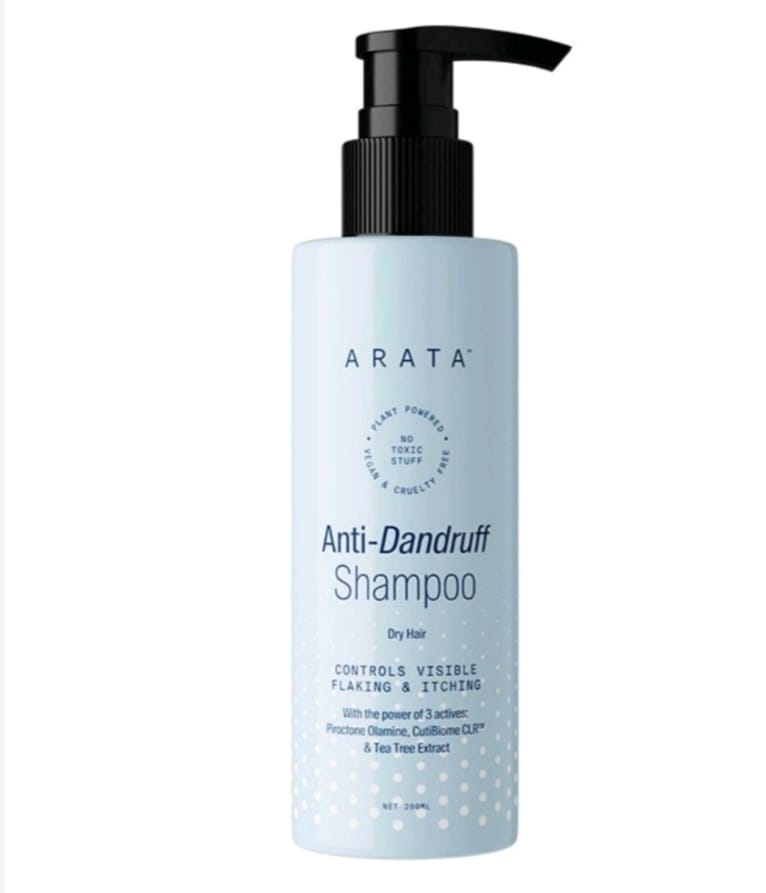 ARATA™
PLANT POWERED
NO
TOXIC
STUFF
VEGAN & CRUELTY FREE
Anti-Dandruff
Shampoo
Dry Hair
CONTROLS VISIBLE
FLAKING & ITCHING
With the power of 3 actives:
Piroctone Olamine, CutiBiome CLR™
& Tea Tree Extract
NET 200ML